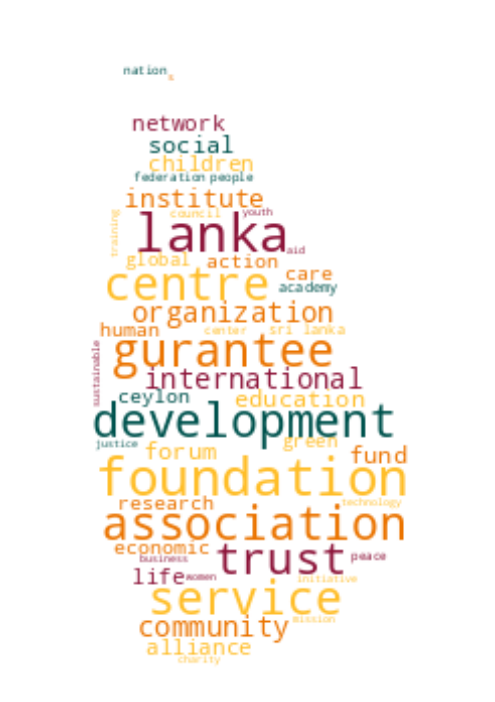 nation s
network
social
children
federation people
institute
council youth
training
lanka
aid
global action
centre care
academy
organization
human center sri lanka
gurantee
sustainable
international
ceylon education
development
justice green
forum fund
foundation
research technology
association
economic
business trust peace
life women initiative
service
mission
community
alliance
charity